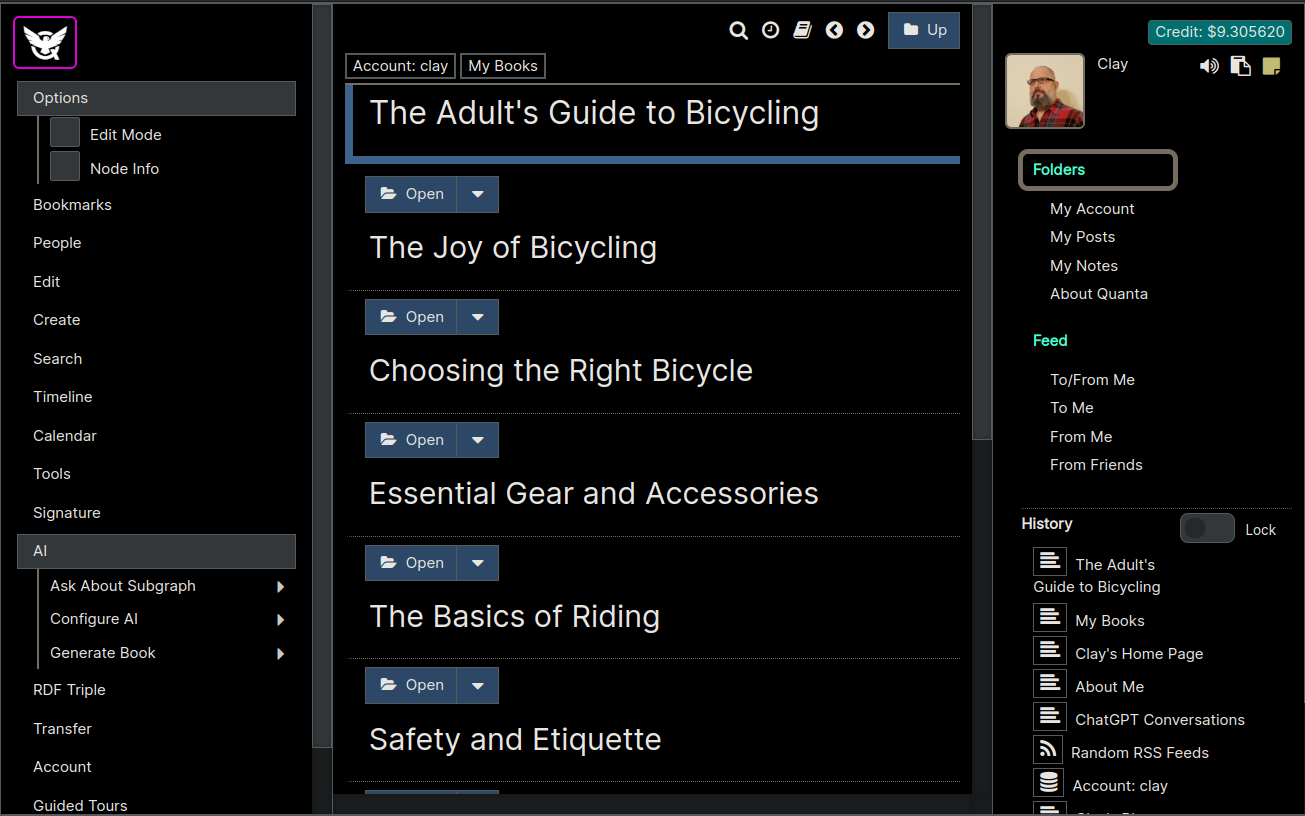 Options
Edit Mode
Node Info
Bookmarks
People
Edit
Create
Search
Timeline
Calendar
Tools
Signature
AI
Ask About Subgraph
Configure AI
Generate Book
RDF Triple
Transfer
Account
Guided Tours
Up
Account: clay
My Books
The Adult's Guide to Bicycling
Open
The Joy of Bicycling
Open
Choosing the Right Bicycle
Open
Essential Gear and Accessories
Open
The Basics of Riding
Open
Safety and Etiquette
Credit: $9.305620
Clay
Folders
My Account
My Posts
My Notes
About Quanta
Feed
To/From Me
To Me
From Me
From Friends
History
Lock
The Adult's
Guide to Bicycling
My Books
Clay's Home Page
About Me
ChatGPT Conversations
Random RSS Feeds
Account: clay